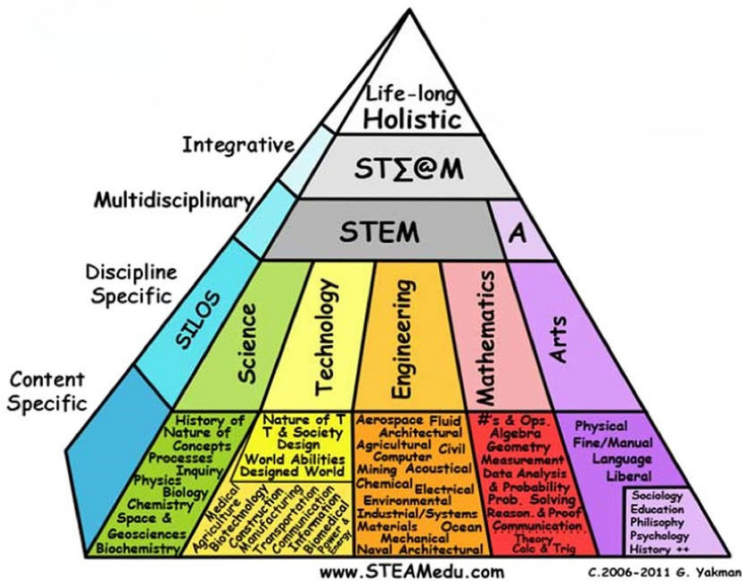 Life-long
Holistic
Integrative
ST∑@M
Multidisciplinary
STEM
A
Discipline
Specific
SILOS
Science
Technology
Engineering
Mathematics
Arts
Content
Specific
History of
Nature of
Concepts
Processes
Inquiry
Physics
Biology
Chemistry
Space &
Geosciences
Biochemistry
Nature of T
T & Society
Design
World Abilities
Designed World
Medical
Agriculture
Biotechnology
Construction
Manufacturing
Transportation
Communication
Information
Biomedical
Power &
Energy
Aerospace Fluid
Architectural
Agricultural Civil
Computer
Mining Acoustical
Chemical Electrical
Environmental
Industrial/Systems
Materials Ocean
Mechanical
Naval Architectural
#'s & Ops.
Algebra
Geometry
Measurement
Data Analysis
& Probability
Prob. Solving
Reason. & Proof
Communication
Theory
Calc & Trig
Physical
Fine/Manual
Language
Liberal
Sociology
Education
Philisophy
Psychology
History ++
www.STEAMedu.com
C.2006-2011 G. Yakman